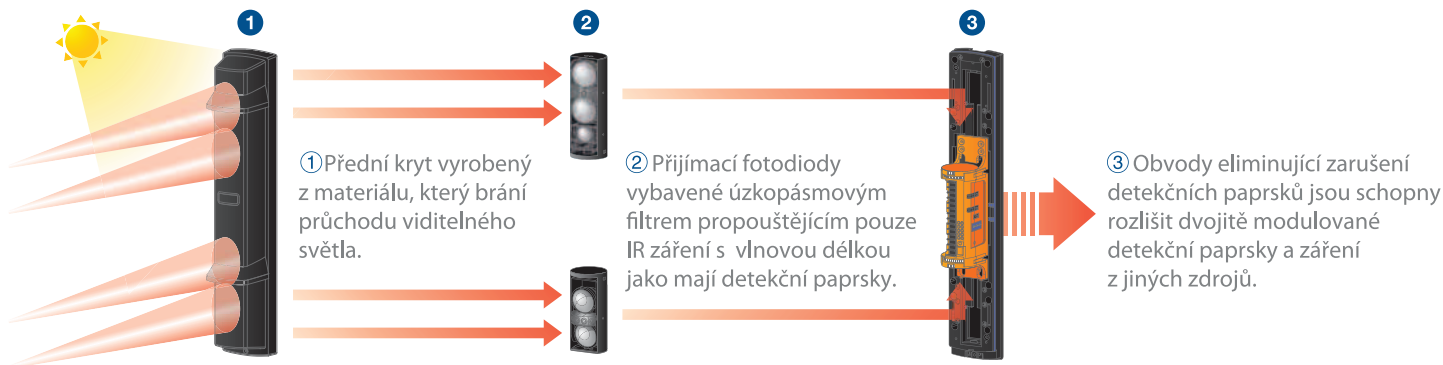 1
2
3
①Přední kryt vyrobený
z materiálu, který brání
průchodu viditelného
světla.
② Přijímací fotodiody
vybavené úzkopásmovým
filtrem propouštějícím pouze
IR záření s vlnovou délkou
jako mají detekční paprsky.
③ Obvody eliminující zarušení
detekčních paprsků jsou schopny
rozlišit dvojitě modulované
detekční paprsky a záření
z jiných zdrojů.